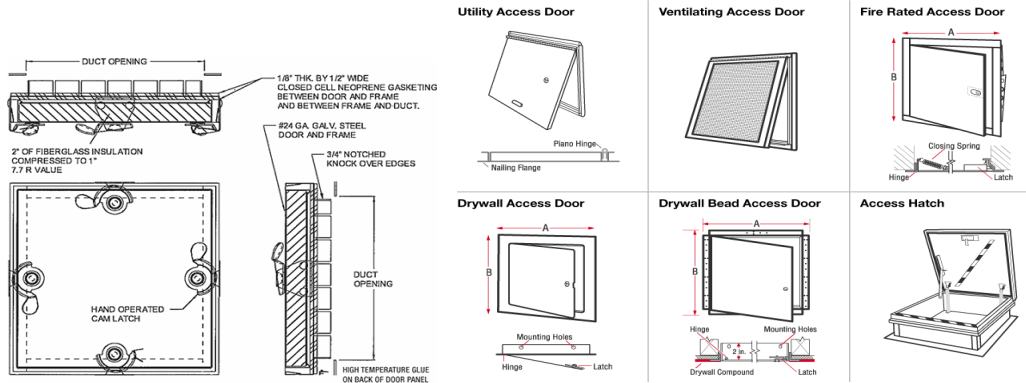 DUCT OPENING
1/8" THK. BY 1/2" WIDE
CLOSED CELL NEOPRENE GASKETING
BETWEEN DOOR AND FRAME
AND BETWEEN FRAME AND DUCT.
#24 GA. GALV. STEEL
DOOR AND FRAME
3/4" NOTCHED
KNOCK OVER EDGES
2" OF FIBERGLASS INSULATION
COMPRESSED TO 1"
7.7 R VALUE
DUCT
OPENING
HAND OPERATED
CAM LATCH
HIGH TEMPERATURE GLUE
ON BACK OF DOOR PANEL
Utility Access Door
Piano Hinge
Nailing Flange
Ventilating Access Door
Fire Rated Access Door
A
B
Closing Spring
Hinge
Latch
Drywall Access Door
A
B
Mounting Holes
Hinge
Latch
Drywall Bead Access Door
A
B
Hinge
Mounting Holes
2 in.
Drywall Compound
Latch
Access Hatch